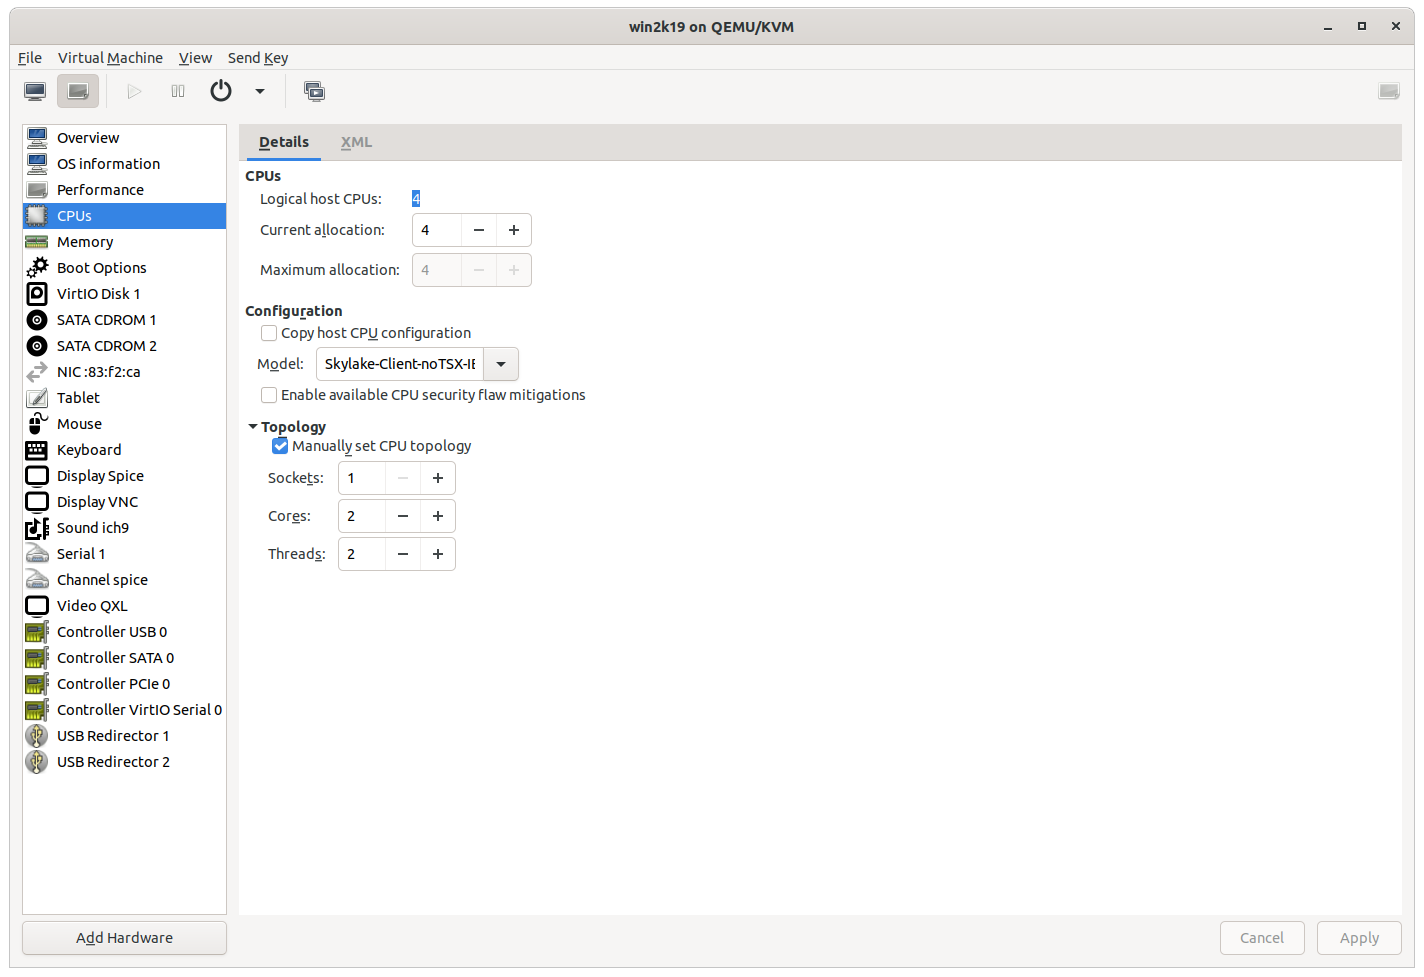 win2k19 on QEMU/KVM
File Virtual Machine View Send Key
Overview
OS information
Performance
CPUs
Memory
Boot Options
VirtIO Disk 1
SATA CDROM 1
SATA CDROM 2
NIC :83:f2:ca
Tablet
Mouse
Keyboard
Display Spice
Display VNC
Sound ich9
Serial 1
Channel spice
Video QXL
Controller USB 0
Controller SATA 0
Controller PCIe 0
Controller VirtIO Serial 0
USB Redirector 1
USB Redirector 2
Add Hardware
Details XML
CPUs
Logical host CPUs: 4
Current allocation: 4
Maximum allocation: 4
Configuration
Copy host CPU configuration
Model: Skylake-Client-noTSX-IB
Enable available CPU security flaw mitigations
Topology
Manually set CPU topology
Sockets: 1
Cores: 2
Threads: 2
Cancel Apply